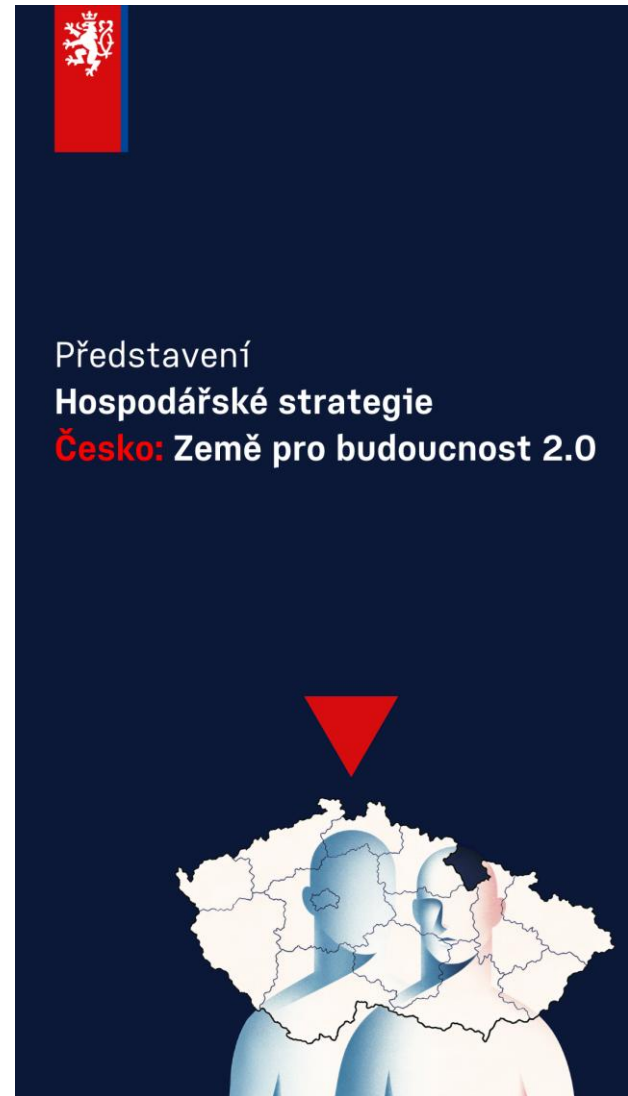 Představení
Hospodářské strategie
Česko: Země pro budoucnost 2.0